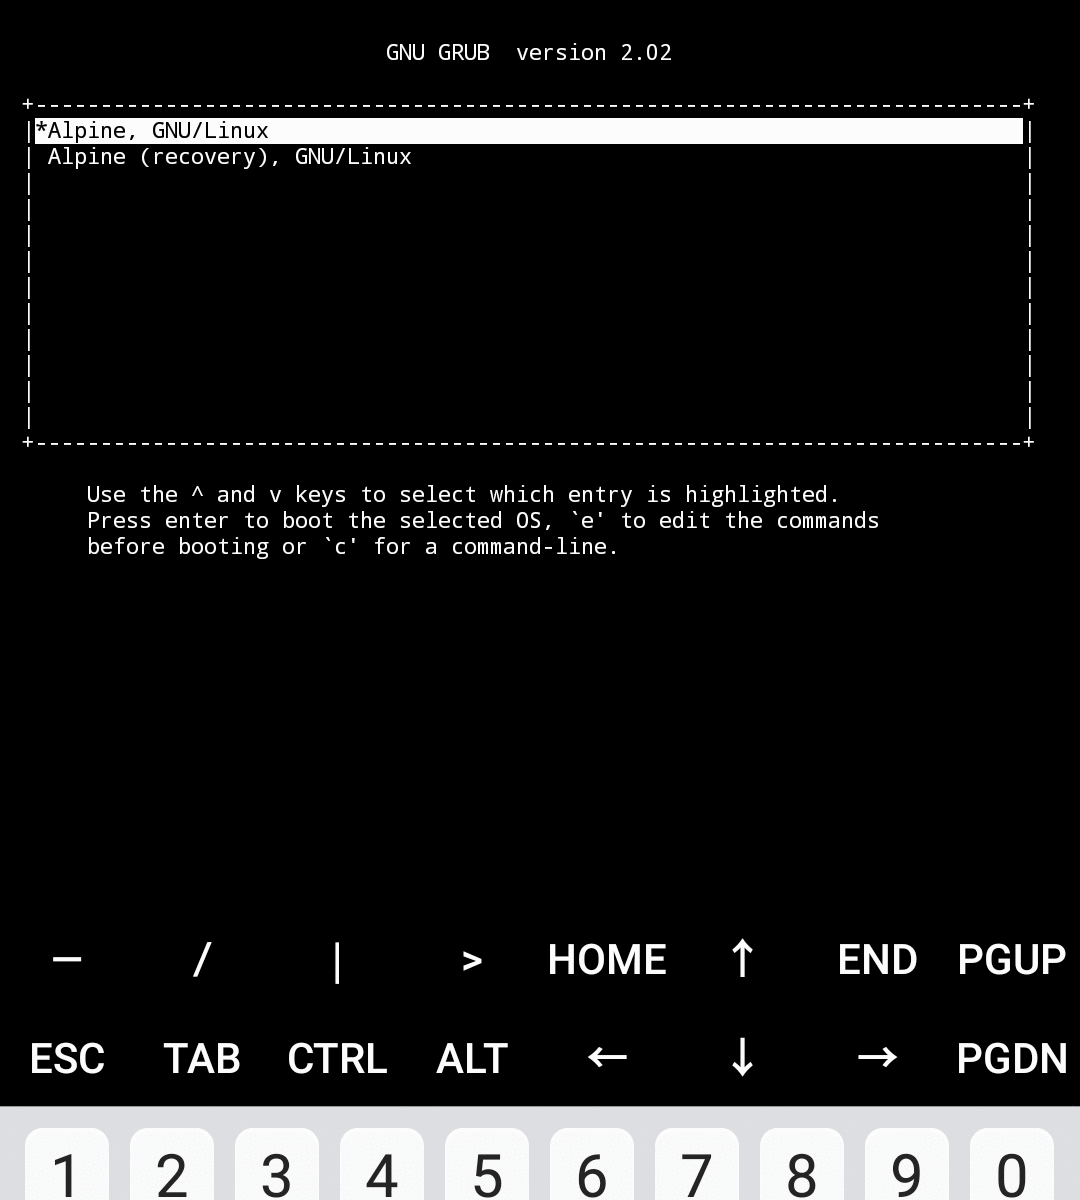 GNU GRUB  version 2.02
+----------------------------------------------------------------------------+
|*Alpine, GNU/Linux                                                          |
| Alpine (recovery), GNU/Linux                                               |
|                                                                            |
|                                                                            |
|                                                                            |
|                                                                            |
|                                                                            |
|                                                                            |
|                                                                            |
|                                                                            |
|                                                                            |
|                                                                            |
+----------------------------------------------------------------------------+
Use the ^ and v keys to select which entry is highlighted.
Press enter to boot the selected OS, `e' to edit the commands
before booting or `c' for a command-line.
— / | > HOME ↑ END PGUP
ESC TAB CTRL ALT ← ↓ → PGDN
1 2 3 4 5 6 7 8 9 0